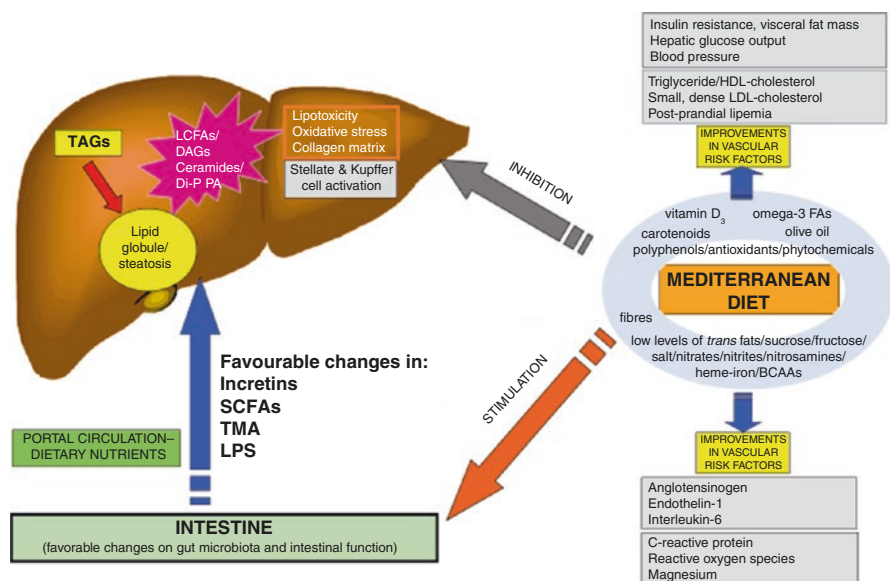 TAGs
LCFAs/
DAGs
Ceramides/
Di-P PA
Lipotoxicity
Oxidative stress
Collagen matrix
Stellate & Kupffer
cell activation
Lipid
globule/
steatosis
Favourable changes in:
Incretins
SCFAs
TMA
LPS
PORTAL CIRCULATION–
DIETARY NUTRIENTS
INTESTINE
(favorable changes on gut microbiota and intestinal function)
INHIBITION
STIMULATION
Insulin resistance, visceral fat mass
Hepatic glucose output
Blood pressure
Triglyceride/HDL-cholesterol
Small, dense LDL-cholesterol
Post-prandial lipemia
IMPROVEMENTS
IN VASCULAR
RISK FACTORS
vitamin D3 omega-3 FAs
carotenoids olive oil
polyphenols/antioxidants/phytochemicals
MEDITERRANEAN
DIET
fibres
low levels of trans fats/sucrose/fructose/
salt/nitrates/nitrites/nitrosamines/
heme-iron/BCAAs
IMPROVEMENTS
IN VASCULAR
RISK FACTORS
Anglotensinogen
Endothelin-1
Interleukin-6
C-reactive protein
Reactive oxygen species
Magnesium